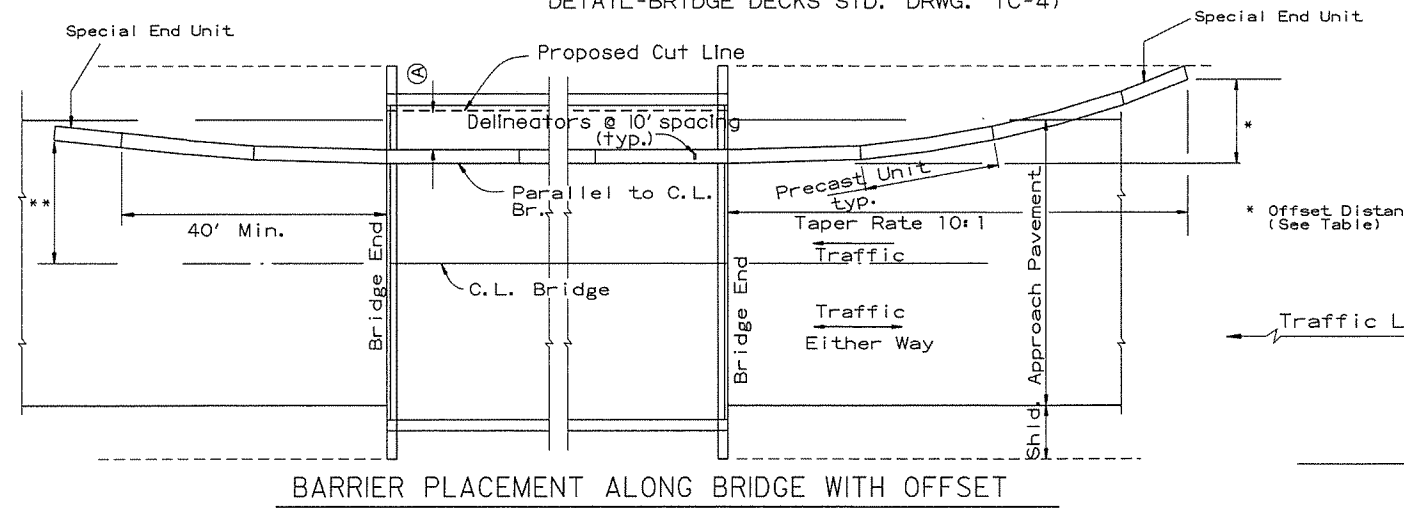 DETAIL-BRIDGE DECKS STD. DRWG. TC-4)
Special End Unit
Special End Unit
Proposed Cut Line
A
Delineators @ 10' spacing
(typ.)
*
Precast Unit
typ.
Parallel to C.L.
Br.
**
40' Min.
Taper Rate 10:1
* Offset Distan
(See Table)
Traffic
C.L. Bridge
Bridge End
Bridge End
Approach Pavement
Traffic
Either Way
Traffic L
Shld.
BARRIER PLACEMENT ALONG BRIDGE WITH OFFSET